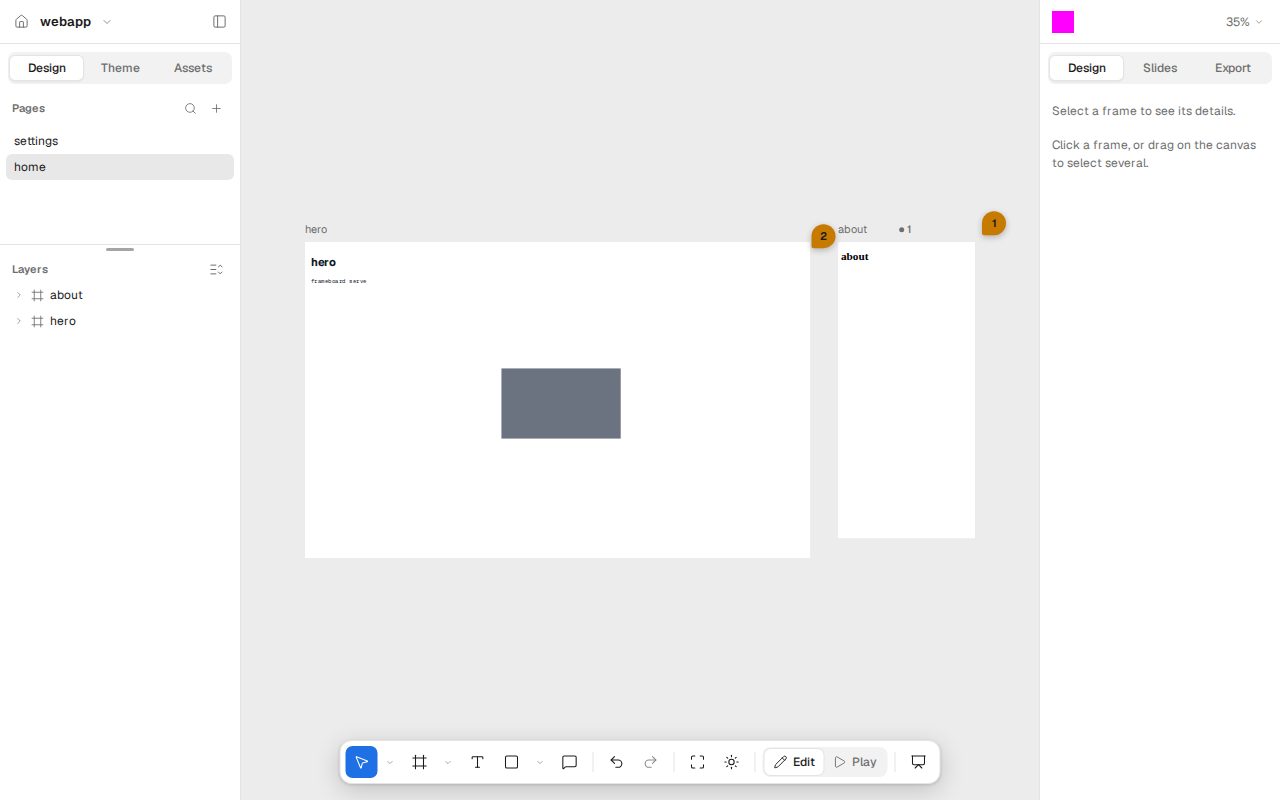 webapp
35%
Design
Theme
Assets
Design
Slides
Export
Pages
Select a frame to see its details.
settings
home
Click a frame, or drag on the canvas
to select several.
hero
2
about
1
1
hero
frameboard serve
about
Layers
about
hero
Edit
Play